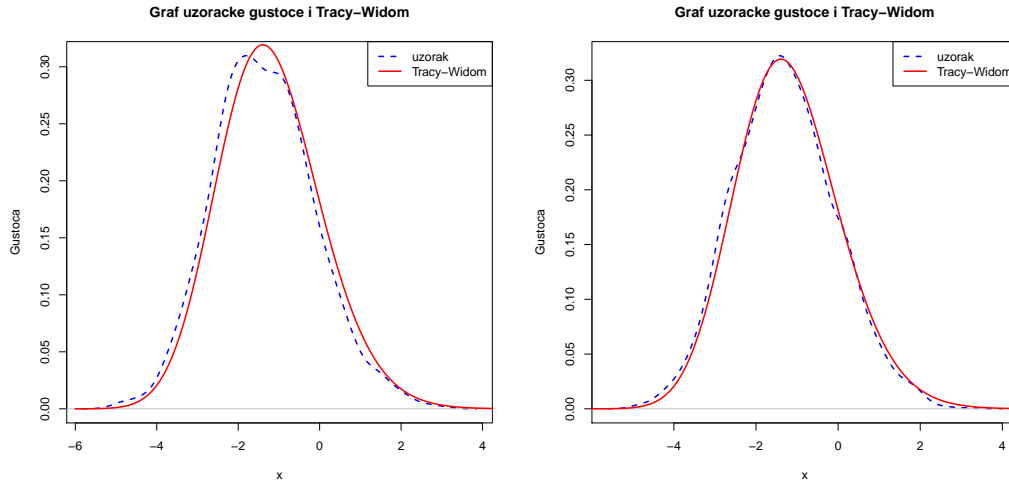 Graf uzoracke gustoce i Tracy−Widom
uzorak
Tracy−Widom
Gustoca
0.30
0.25
0.20
0.15
0.10
0.05
0.00
−6 −4 −2 0 2 4
x
Graf uzoracke gustoce i Tracy−Widom
uzorak
Tracy−Widom
Gustoca
0.30
0.25
0.20
0.15
0.10
0.05
0.00
−4 −2 0 2 4
x